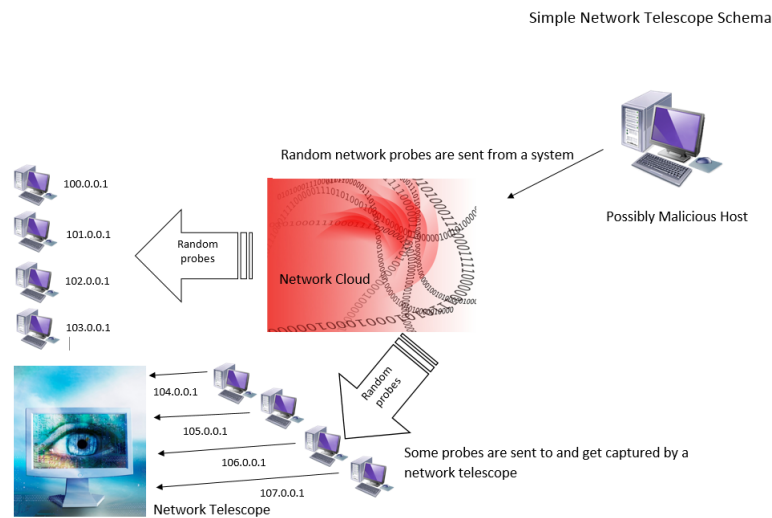 Simple Network Telescope Schema
Random network probes are sent from a system
Possibly Malicious Host
100.0.0.1
101.0.0.1
102.0.0.1
103.0.0.1
Random
probes
Network Cloud
Random
probes
104.0.0.1
105.0.0.1
106.0.0.1
107.0.0.1
Some probes are sent to and get captured by a
network telescope
Network Telescope